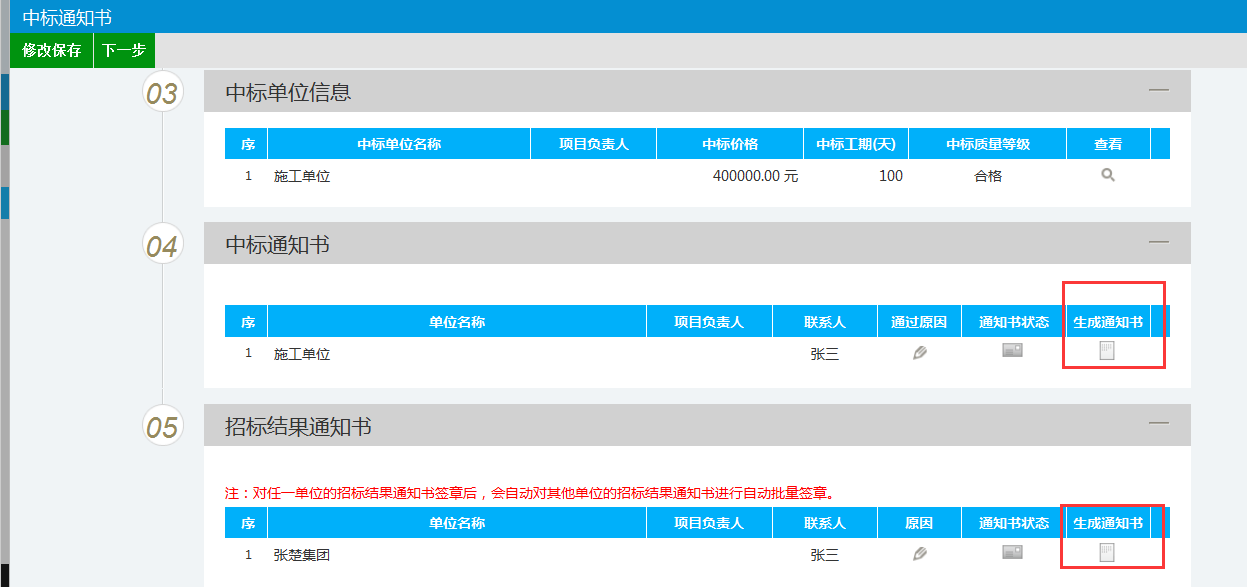 中标通知书
修改保存 下一步
03 中标单位信息
序 中标单位名称 项目负责人 中标价格 中标工期(天) 中标质量等级 查看
1 施工单位 400000.00 元 100 合格
04 中标通知书
序 单位名称 项目负责人 联系人 通过原因 通知书状态 生成通知书
1 施工单位 张三
05 招标结果通知书
注：对任一单位的招标结果通知书签章后，会自动对其他单位的招标结果通知书进行自动批量签章。
序 单位名称 项目负责人 联系人 原因 通知书状态 生成通知书
1 张楚集团 张三